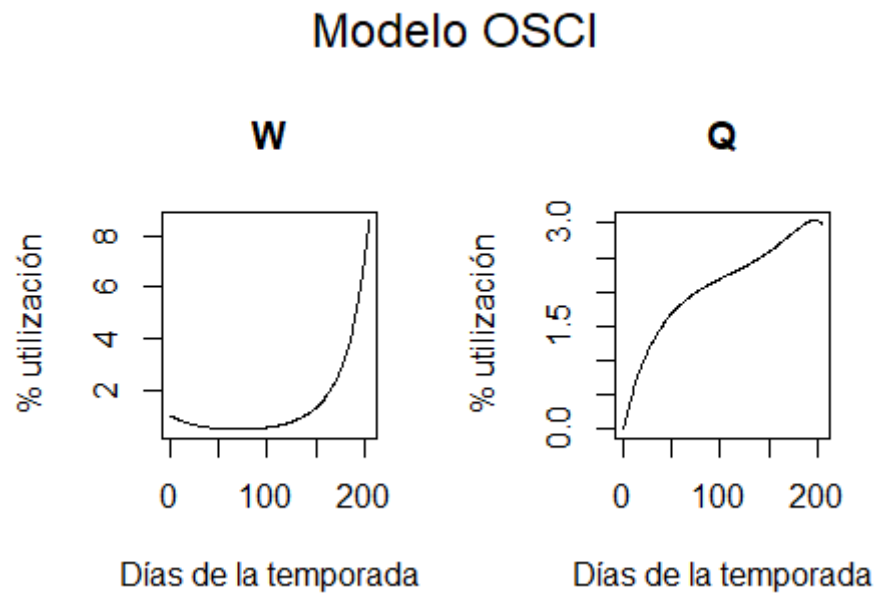 Modelo OSCI
W
% utilización
8
6
4
2
0 100 200
Días de la temporada
Q
% utilización
3.0
1.5
0.0
0 100 200
Días de la temporada